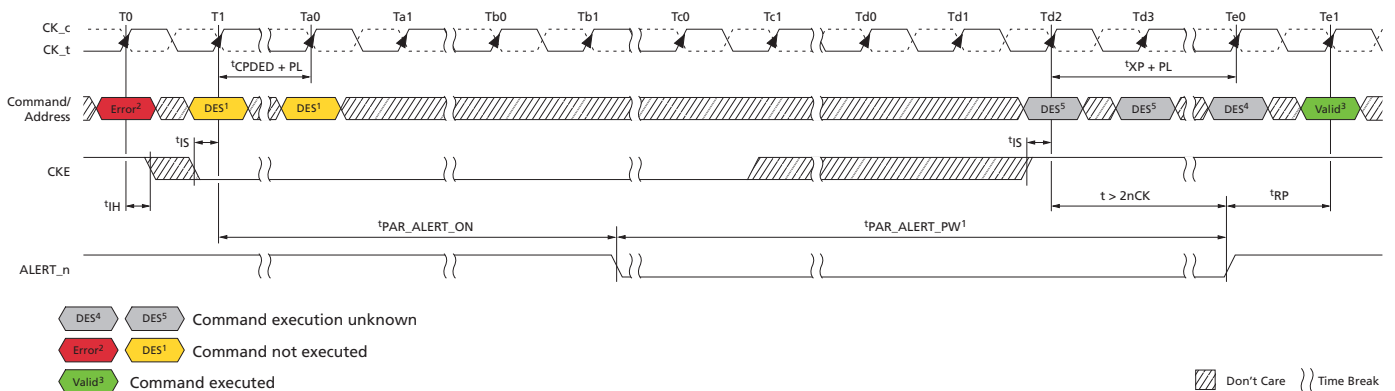 T0 T1 Ta0 Ta1 Tb0 Tb1 Tc0 Tc1 Td0 Td1 Td2 Td3 Te0 Te1
CK_c
CK_t
tCPDED + PL
tXP + PL
Command/
Address
Error2 DES1 DES1 DES5 DES5 DES4 Valid3
tIS
tIS
CKE
tIH
t > 2nCK
tRP
tPAR_ALERT_ON
tPAR_ALERT_PW1
ALERT_n
DES4 DES5 Command execution unknown
Error2 DES1 Command not executed
Valid3 Command executed
Don't Care Time Break